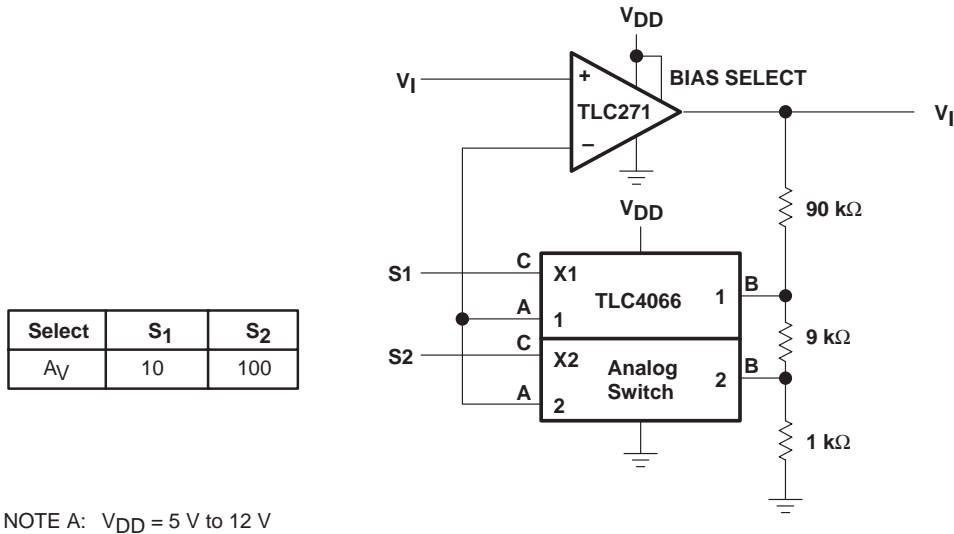 VDD
BIAS SELECT
VI
+
TLC271
−
VI
90 kΩ
VDD
S1
C
X1
TLC4066
1
B
A
1
9 kΩ
S2
C
X2
Analog
Switch
2
B
A
2
1 kΩ
Select S1 S2
AV 10 100
NOTE A: VDD = 5 V to 12 V